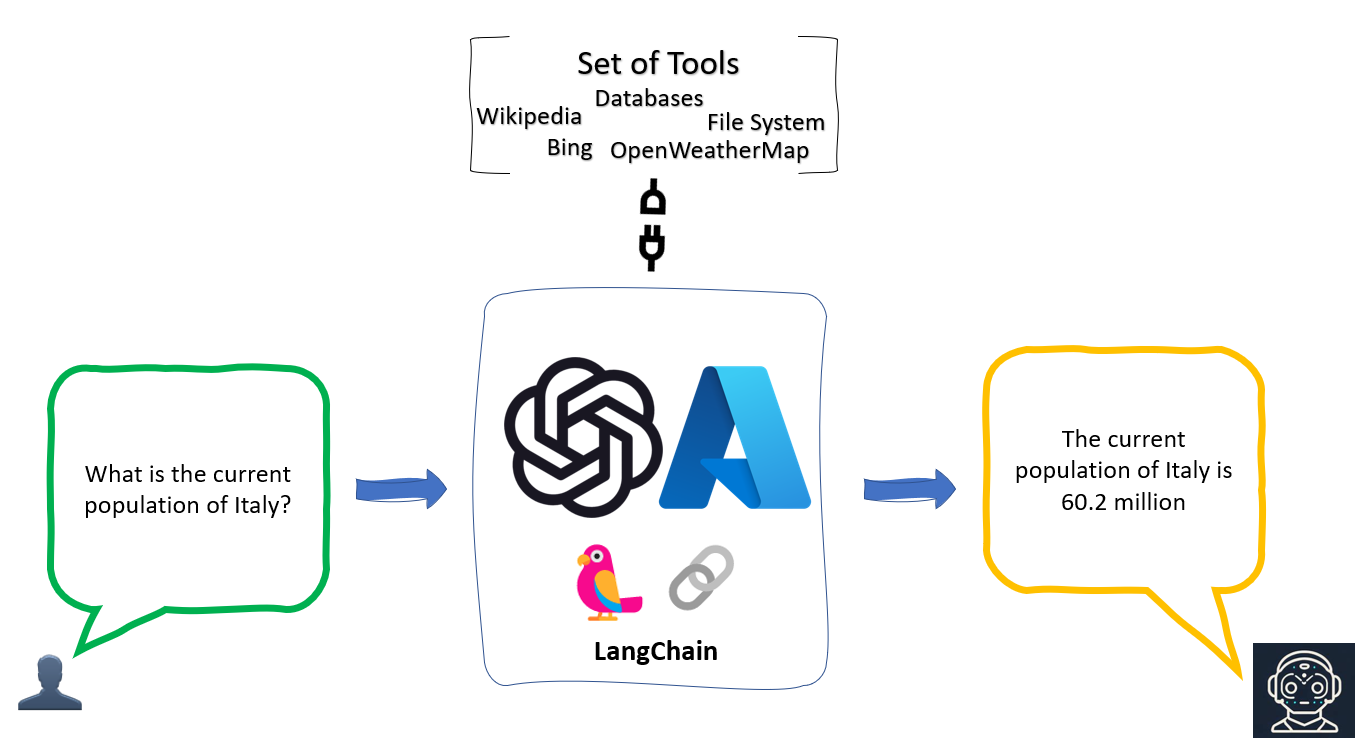 Set of Tools
Databases
Wikipedia
File System
Bing
OpenWeatherMap
What is the current
population of Italy?
The current
population of Italy is
60.2 million
LangChain